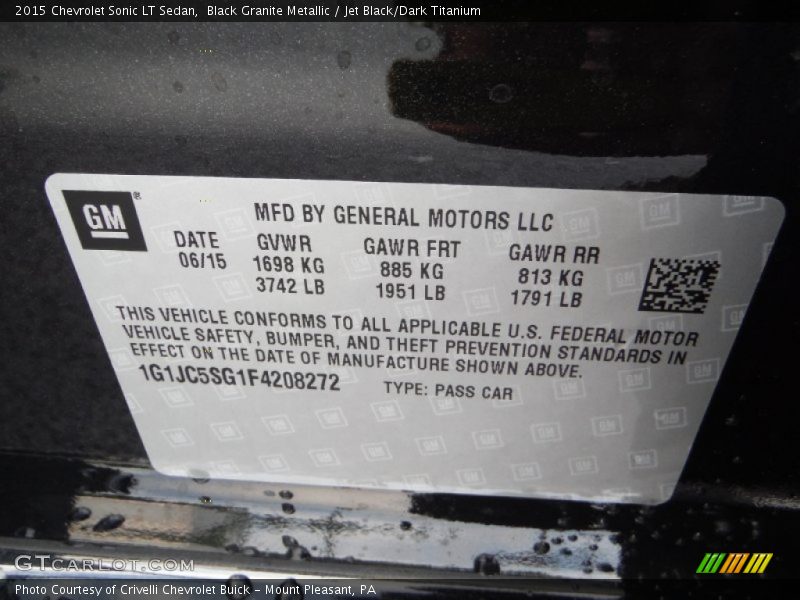 2015 Chevrolet Sonic LT Sedan, Black Granite Metallic / Jet Black/Dark Titanium
GM®
MFD BY GENERAL MOTORS LLC
DATE GVWR GAWR FRT GAWR RR
06/15 1698 KG 885 KG 813 KG
3742 LB 1951 LB 1791 LB
THIS VEHICLE CONFORMS TO ALL APPLICABLE U.S. FEDERAL MOTOR
VEHICLE SAFETY, BUMPER, AND THEFT PREVENTION STANDARDS IN
EFFECT ON THE DATE OF MANUFACTURE SHOWN ABOVE.
1G1JC5SG1F4208272 TYPE: PASS CAR
GTCARLOT.COM
Photo Courtesy of Crivelli Chevrolet Buick - Mount Pleasant, PA